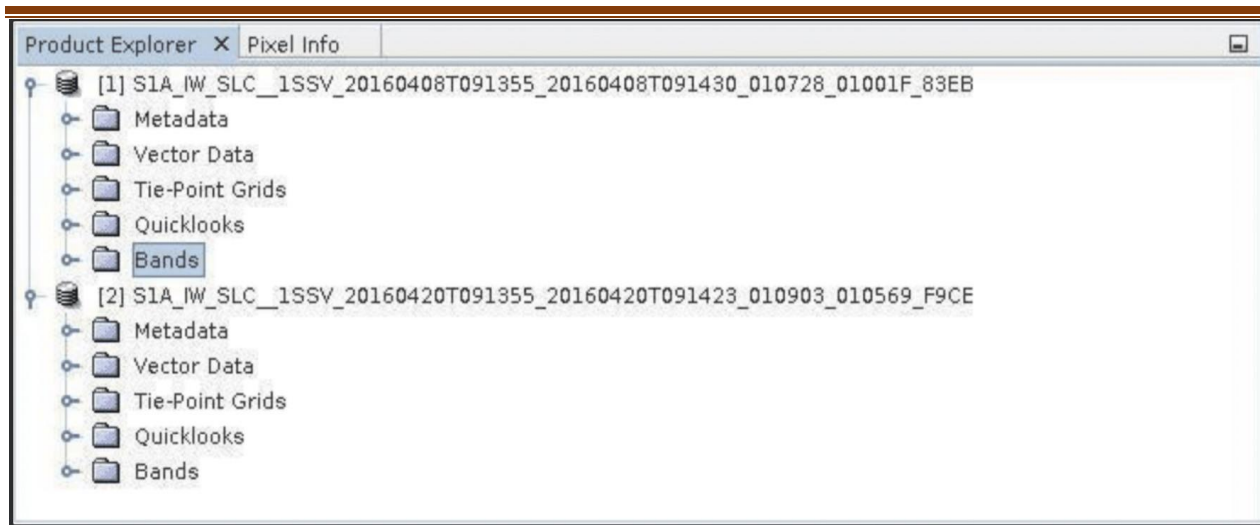 Product Explorer X Pixel Info
[1] S1A_IW_SLC__1SSV_20160408T091355_20160408T091430_010728_01001F_83EB
Metadata
Vector Data
Tie-Point Grids
Quicklooks
Bands
[2] S1A_IW_SLC__1SSV_20160420T091355_20160420T091423_010903_010569_F9CE
Metadata
Vector Data
Tie-Point Grids
Quicklooks
Bands